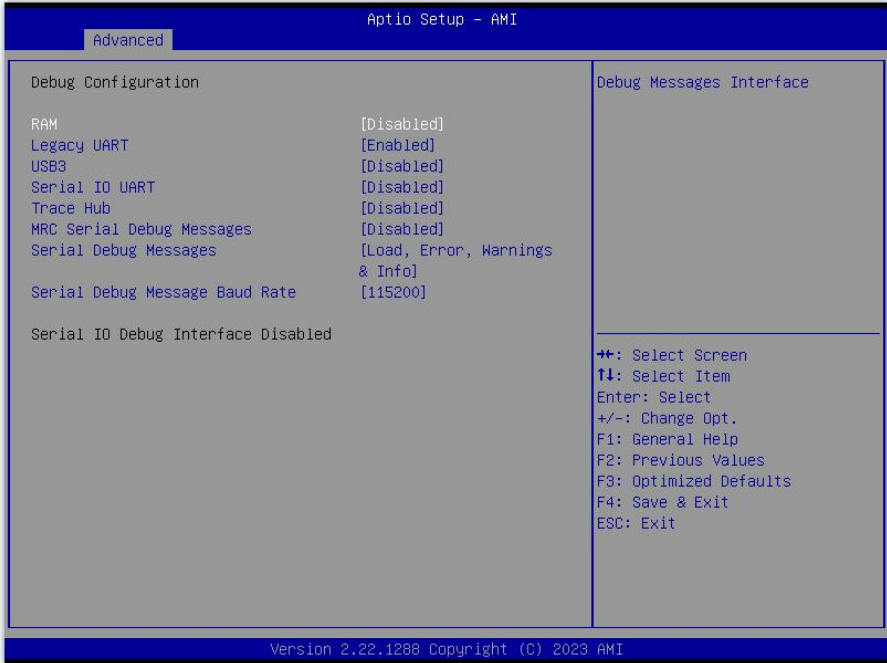 Aptio Setup – AMI
Advanced
Debug Configuration
RAM [Disabled]
Legacy UART [Enabled]
USB3 [Disabled]
Serial IO UART [Disabled]
Trace Hub [Disabled]
MRC Serial Debug Messages [Disabled]
Serial Debug Messages [Load, Error, Warnings
& Info]
Serial Debug Message Baud Rate [115200]
Serial IO Debug Interface Disabled
Debug Messages Interface
→←: Select Screen
↑↓: Select Item
Enter: Select
+/-: Change Opt.
F1: General Help
F2: Previous Values
F3: Optimized Defaults
F4: Save & Exit
ESC: Exit
Version 2.22.1288 Copyright (C) 2023 AMI